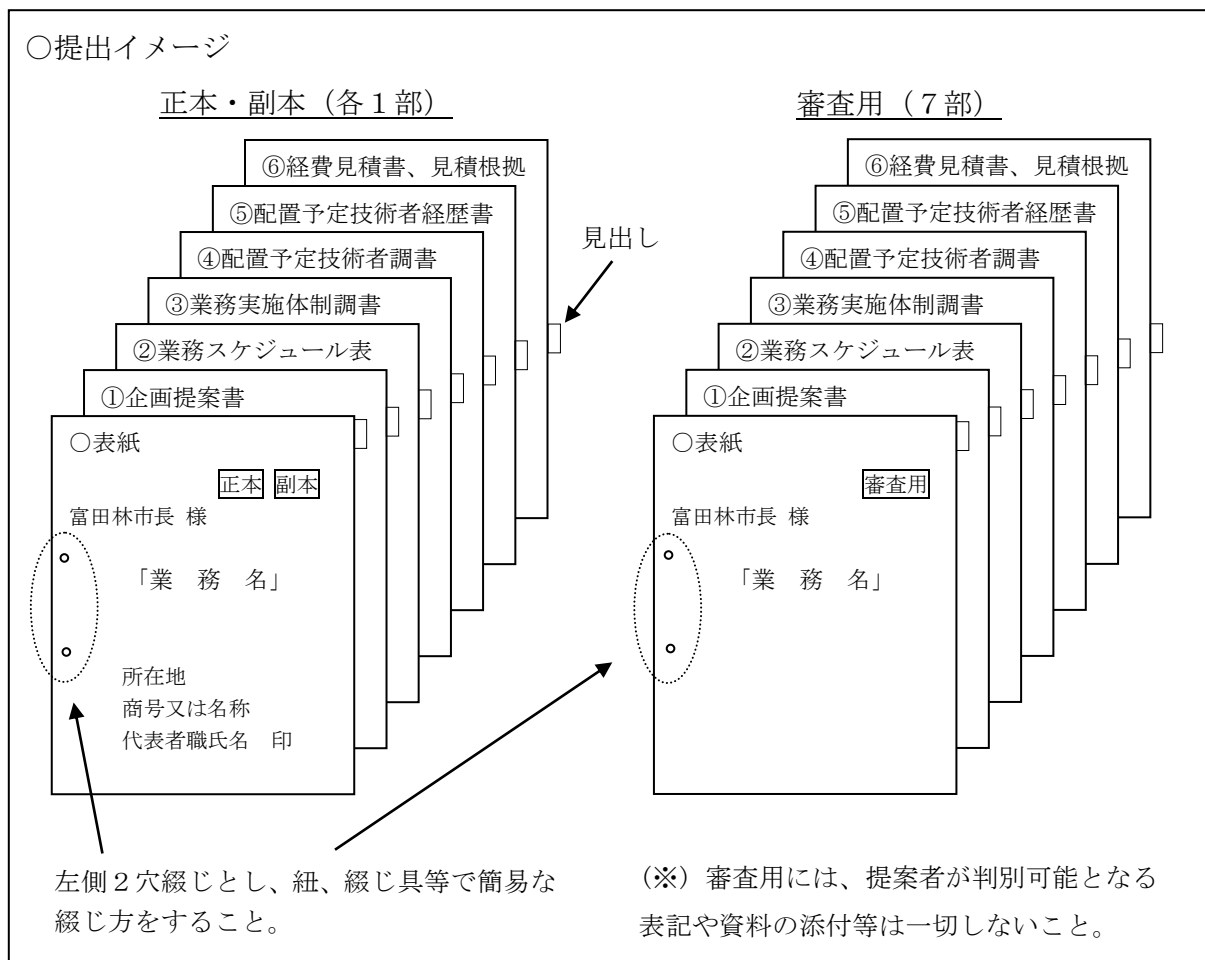 ○提出イメージ
正本・副本（各１部）
⑥経費見積書、見積根拠
⑤配置予定技術者経歴書
④配置予定技術者調書
③業務実施体制調書
②業務スケジュール表
①企画提案書
○表紙
正本 副本
富田林市長 様
「業 務 名」
所在地
商号又は名称
代表者職氏名 印
見出し
左側２穴綴じとし、紐、綴じ具等で簡易な
綴じ方をすること。
審査用（７部）
⑥経費見積書、見積根拠
⑤配置予定技術者経歴書
④配置予定技術者調書
③業務実施体制調書
②業務スケジュール表
①企画提案書
○表紙
審査用
富田林市長 様
「業 務 名」
(※) 審査用には、提案者が判別可能となる
表記や資料の添付等は一切しないこと。